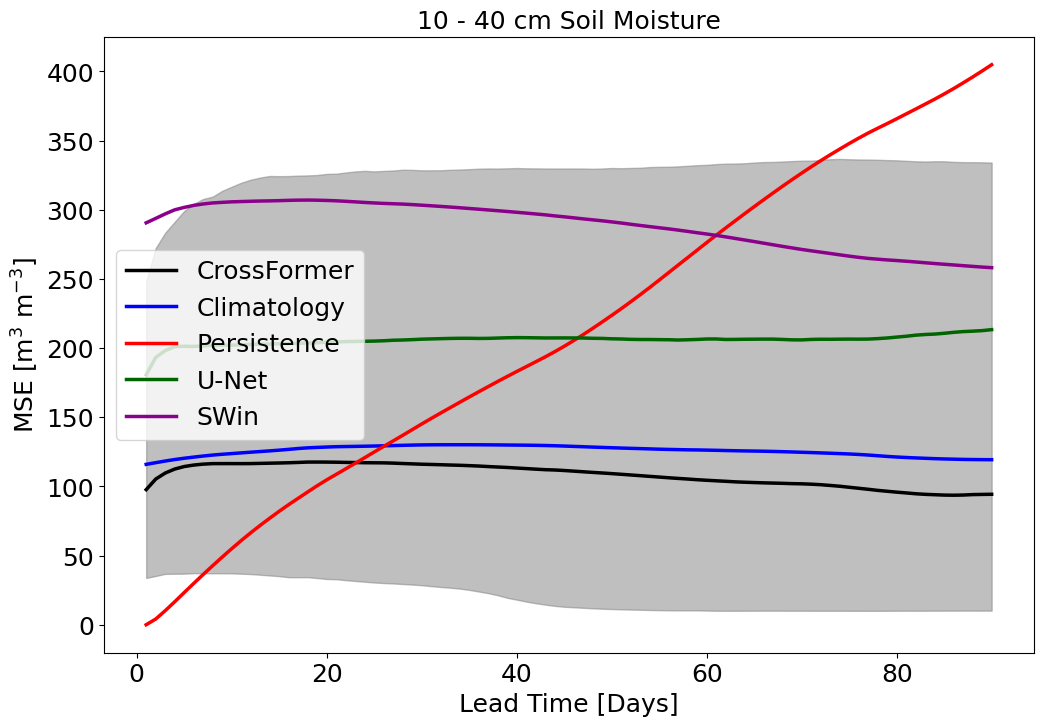 10 - 40 cm Soil Moisture
MSE [m³ m⁻³]
400
350
300
250
200
150
100
50
0
CrossFormer
Climatology
Persistence
U-Net
SWin
0 20 40 60 80
Lead Time [Days]